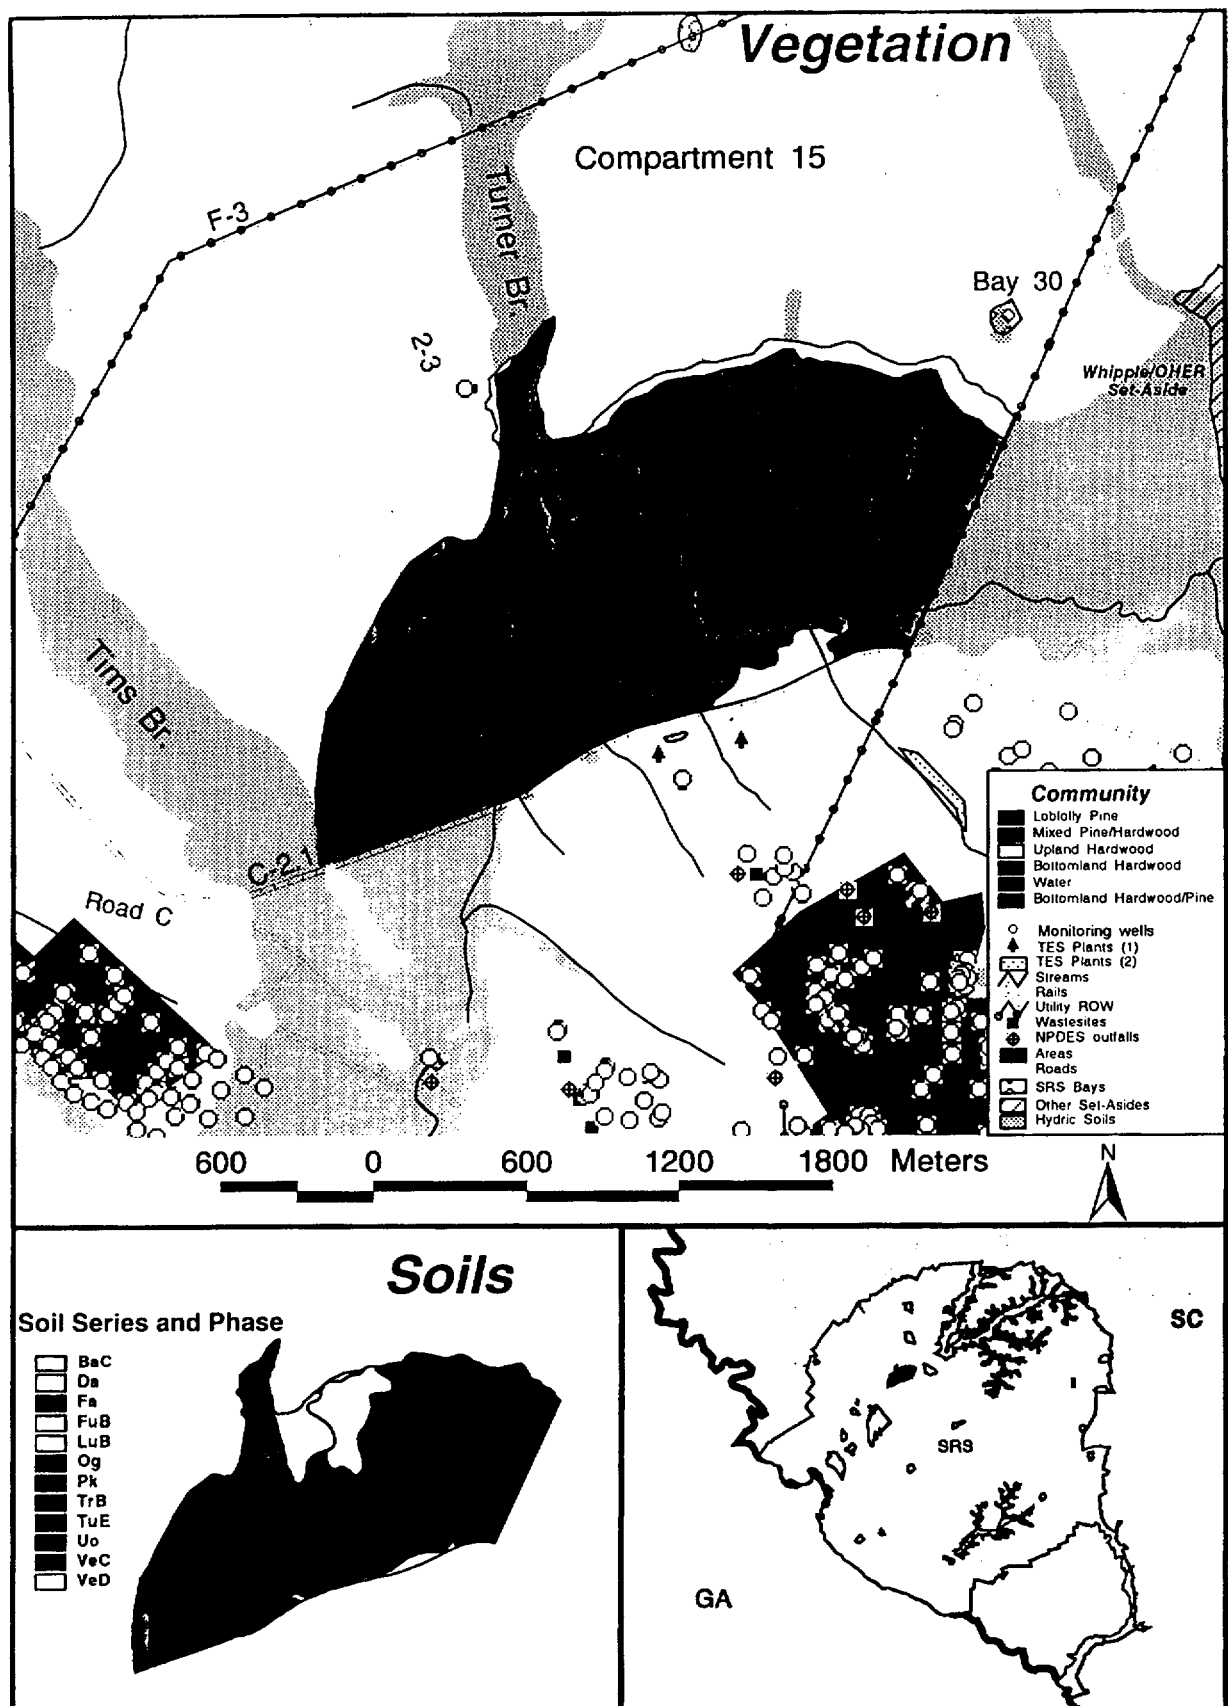 Vegetation
Compartment 15
F-3
Turner Br.
Bay 30
2-3
Whipple/OHER
Set-Aside
Tims Br.
C-2.1
Road C
Community
Loblolly Pine
Mixed Pine/Hardwood
Upland Hardwood
Bottomland Hardwood
Water
Bottomland Hardwood/Pine
Monitoring wells
TES Plants (1)
TES Plants (2)
Streams
Rails
Utility ROW
Wastesites
NPDES outfalls
Areas
Roads
SRS Bays
Other Set-Asides
Hydric Soils
600 0 600 1200 1800 Meters
N
Soils
Soil Series and Phase
BaC
Da
Fa
FuB
LuB
Og
Pk
TrB
TuE
Uo
VeC
VeD
SC
SRS
GA